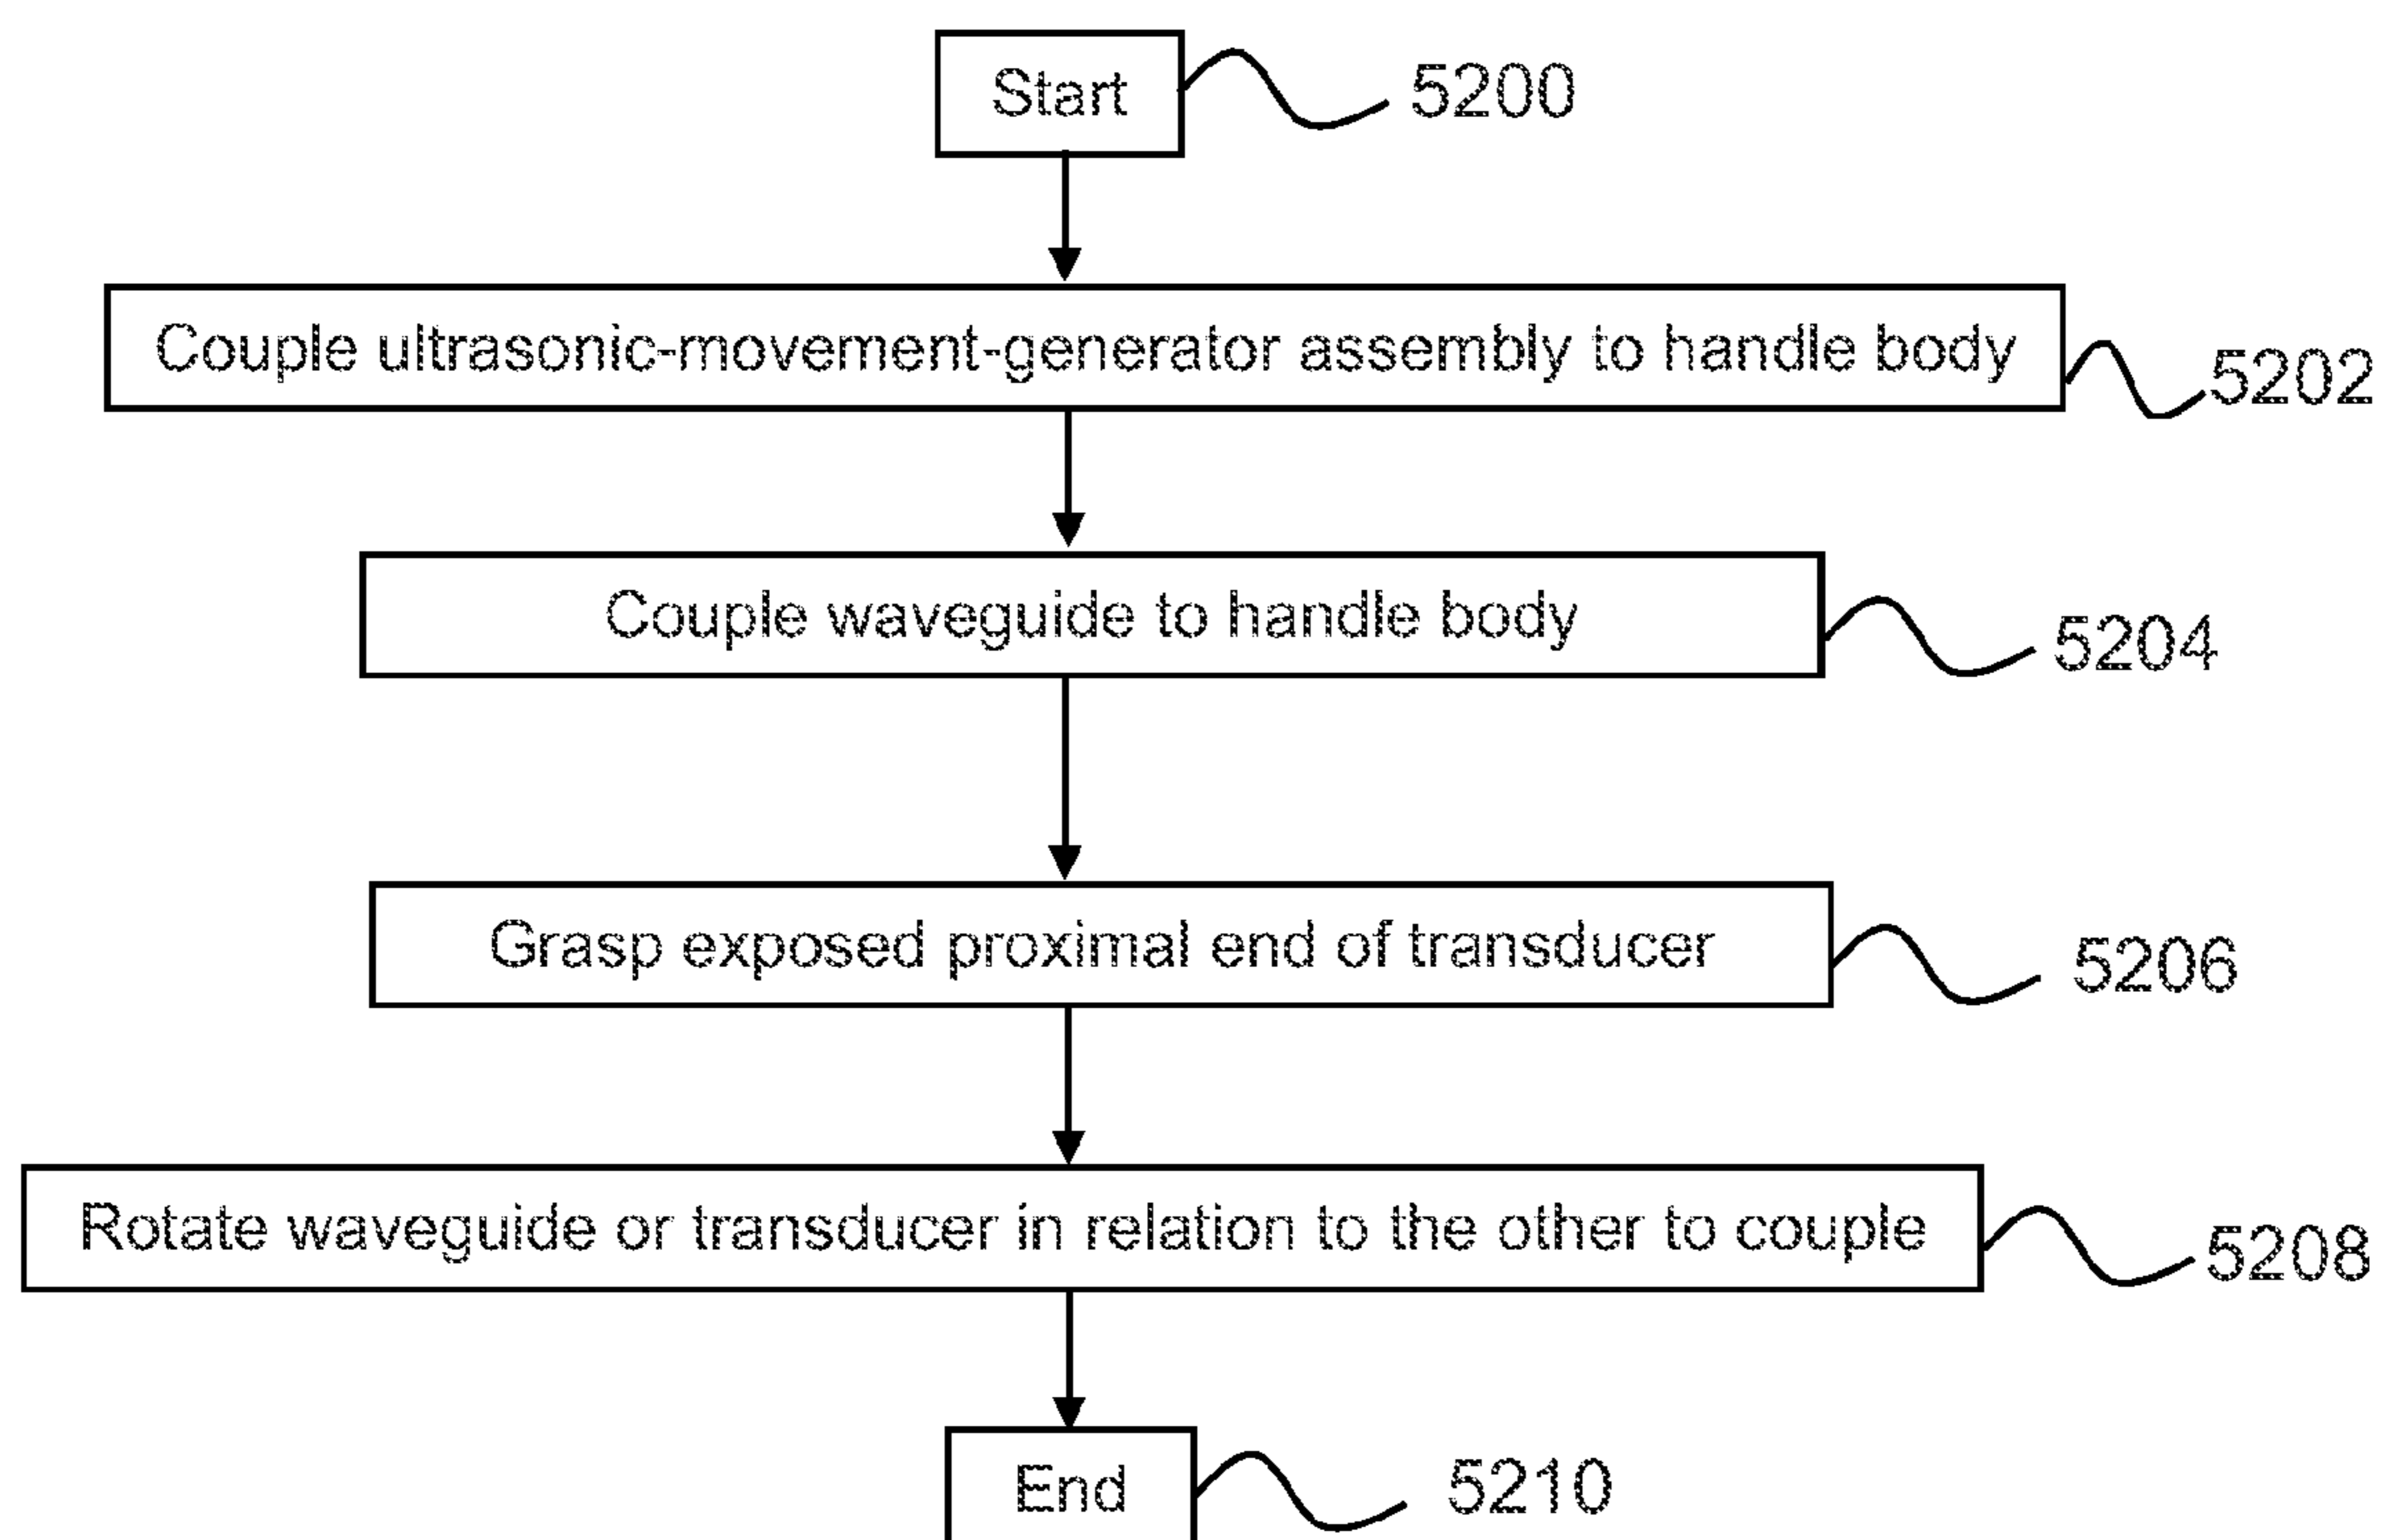 Start
5200
Couple ultrasonic-movement-generator assembly to handle body
5202
Couple waveguide to handle body
5204
Grasp exposed proximal end of transducer
5206
Rotate waveguide or transducer in relation to the other to couple
5208
End
5210